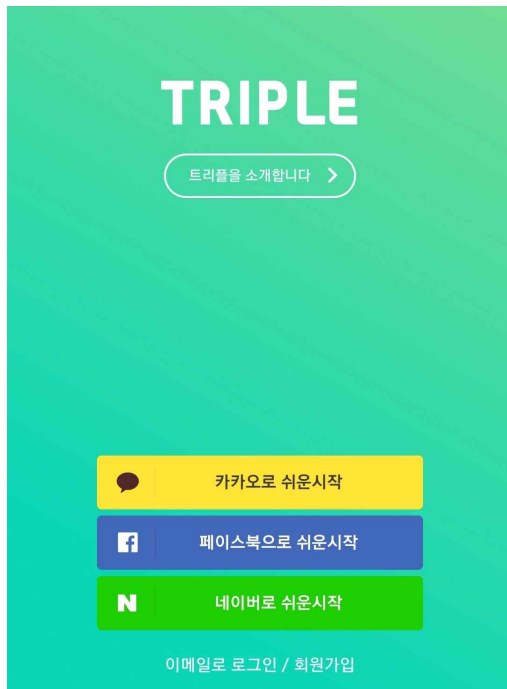 TRIPLE
트리플을 소개합니다
카카오로 쉬운시작
페이스북으로 쉬운시작
네이버로 쉬운시작
이메일로 로그인 / 회원가입